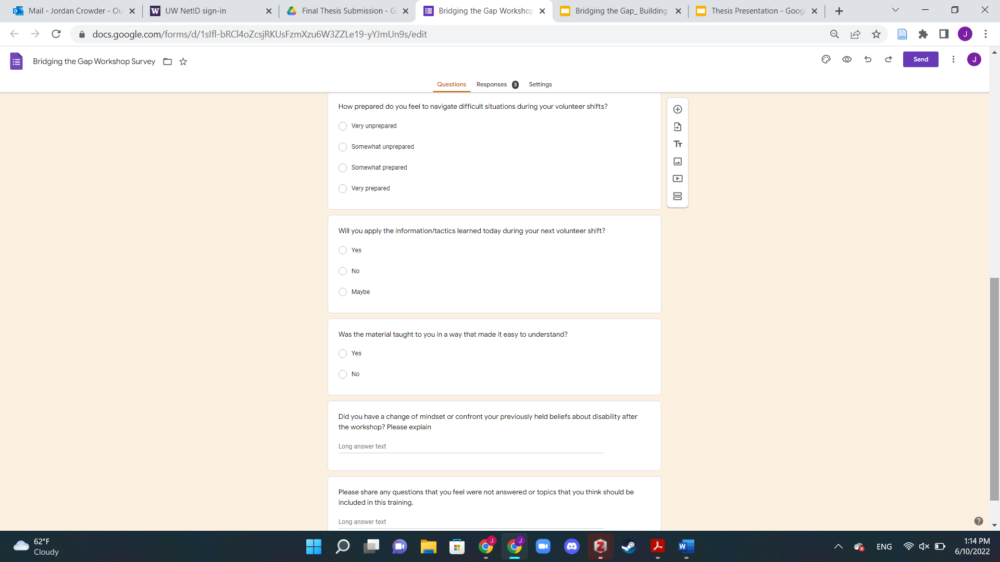 Mail - Jordan Crowder - Ou
UW NetID sign-in
Final Thesis Submission - G
Bridging the Gap Workshop
Bridging the Gap_ Building
Thesis Presentation - Goog
docs.google.com/forms/d/1slfl-bRCl4oZcsjRKUsFzmXzu6W3ZZLe19-yYJmUn9s/edit
J
Bridging the Gap Workshop Survey
Send
J
Questions
Responses 3
Settings
How prepared do you feel to navigate difficult situations during your volunteer shifts?
Very unprepared
Somewhat unprepared
Somewhat prepared
Very prepared
Will you apply the information/tactics learned today during your next volunteer shift?
Yes
No
Maybe
Was the material taught to you in a way that made it easy to understand?
Yes
No
Did you have a change of mindset or confront your previously held beliefs about disability after
the workshop? Please explain
Long answer text
Please share any questions that you feel were not answered or topics that you think should be
included in this training.
Long answer text
62°F
Cloudy
ENG
1:14 PM
6/10/2022